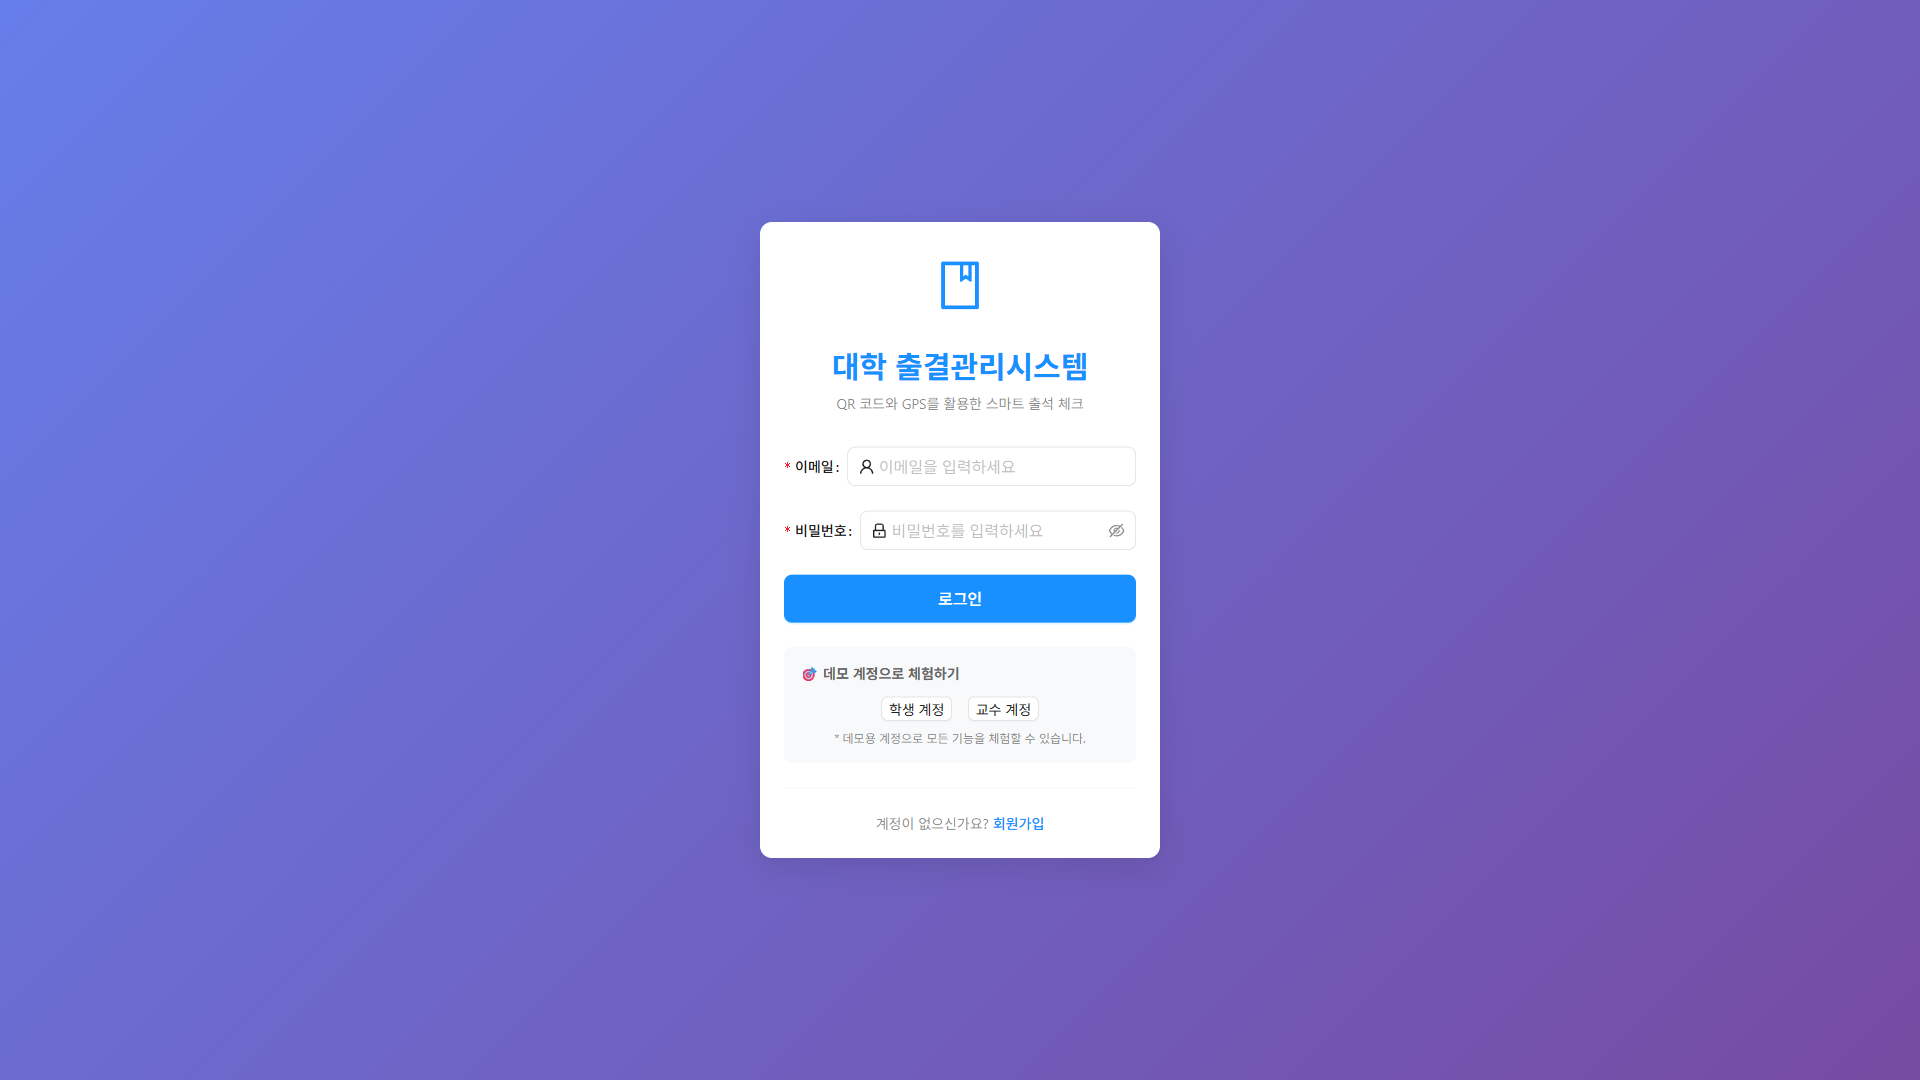 대학 출결관리시스템
QR 코드와 GPS를 활용한 스마트 출석 체크
* 이메일: 이메일을 입력하세요
* 비밀번호: 비밀번호를 입력하세요
로그인
🎯 데모 계정으로 체험하기
학생 계정 교수 계정
* 데모용 계정으로 모든 기능을 체험할 수 있습니다.
계정이 없으신가요? 회원가입